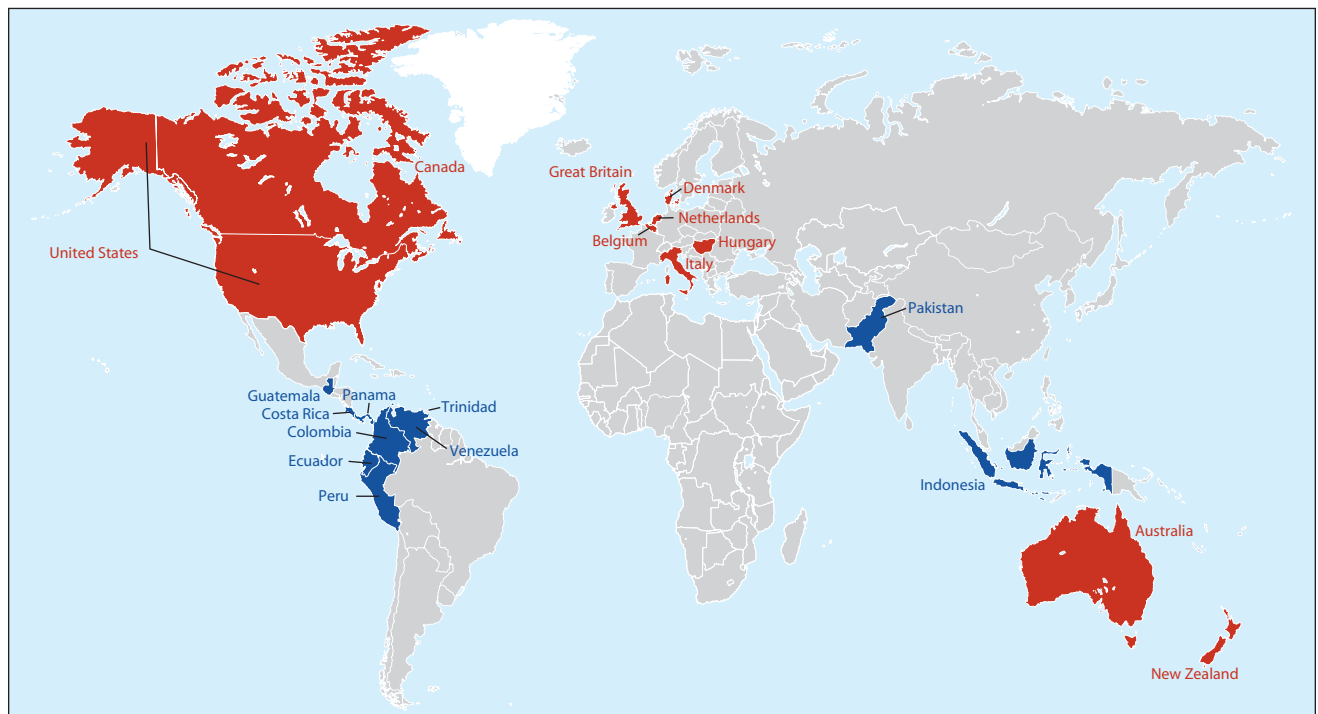 Canada
Great Britain
Denmark
Netherlands
Belgium
Hungary
United States
Italy
Pakistan
Guatemala
Panama
Costa Rica
Trinidad
Colombia
Venezuela
Ecuador
Indonesia
Peru
Australia
New Zealand